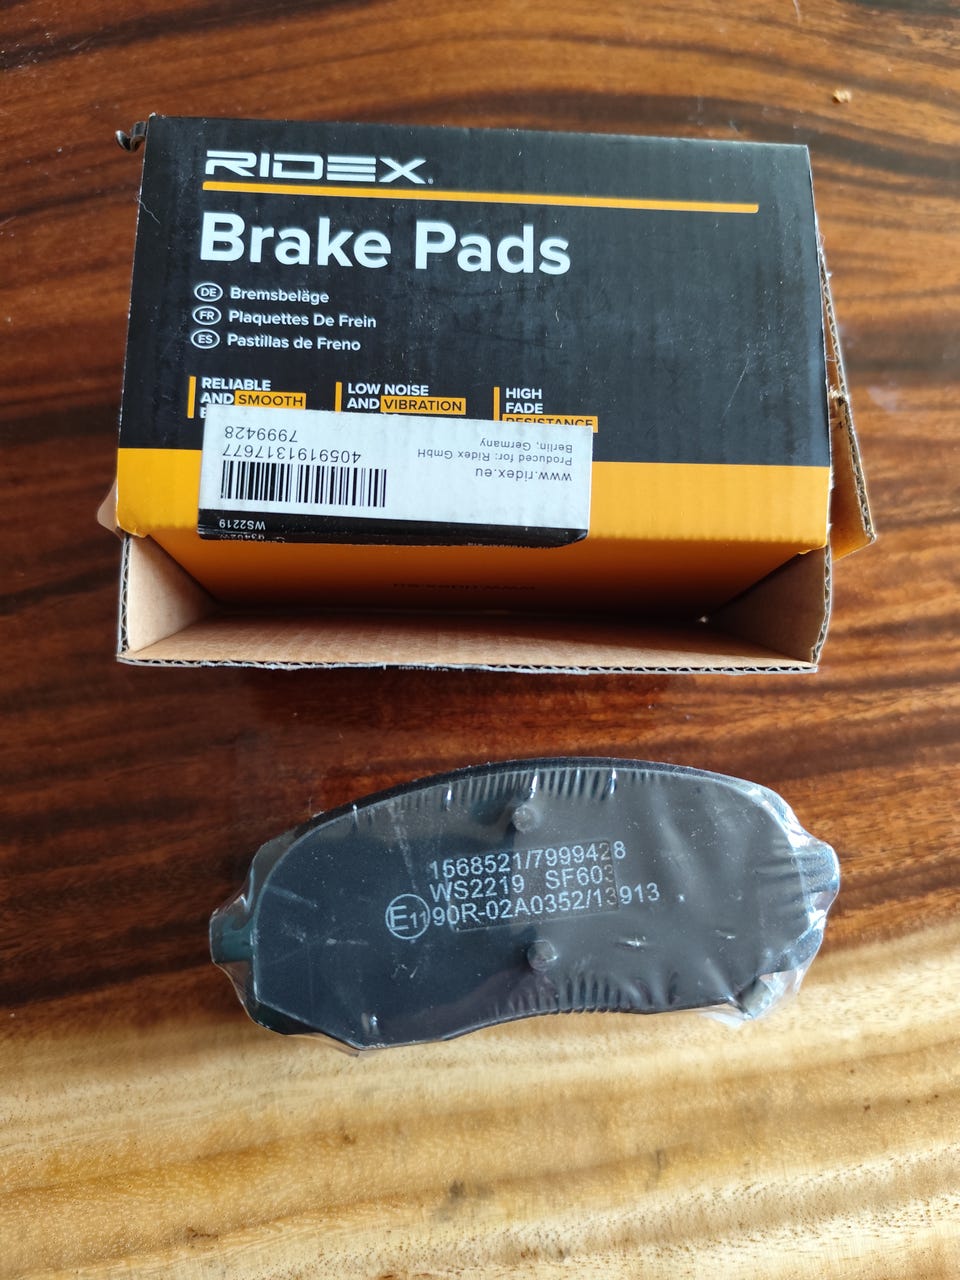 RIDEX
Brake Pads
DE Bremsbeläge
FR Plaquettes De Frein
ES Pastillas de Freno
RELIABLE
AND SMOOTH
LOW NOISE
AND VIBRATION
HIGH
FADE
RESISTANCE
WS2219
www.ridex.eu
Produced for: Ridex GmbH
Berlin, Germany
4059191317677
7999428
1568521/7999428
WS2219 SF603
E11 90R-02A0352/13913